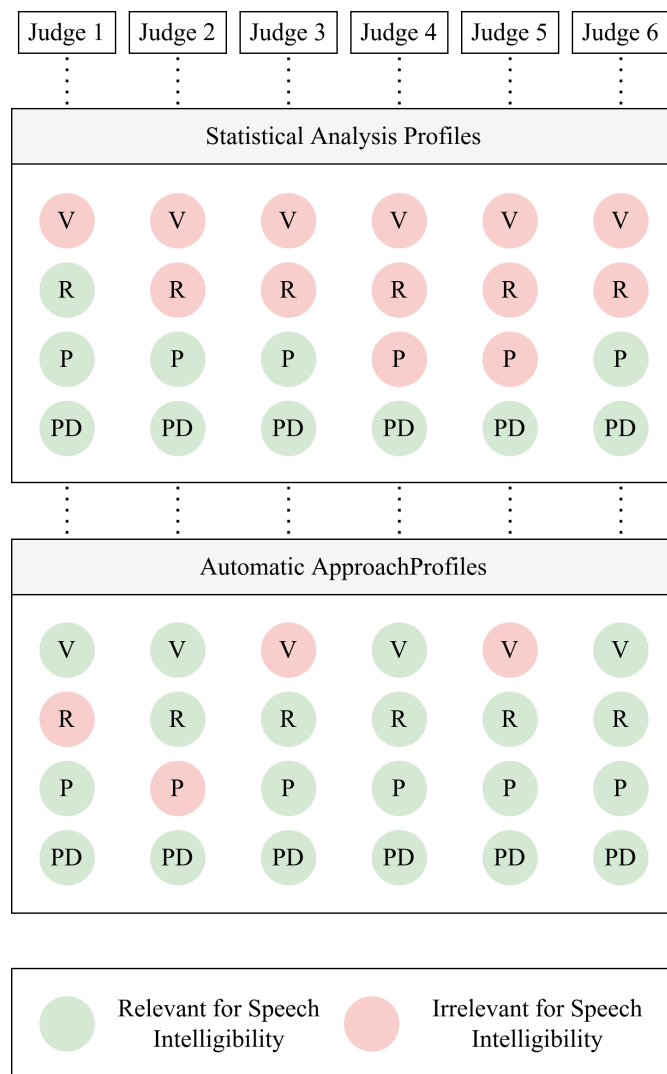 Judge 1 Judge 2 Judge 3 Judge 4 Judge 5 Judge 6
Statistical Analysis Profiles
V V V V V V
R R R R R R
P P P P P P
PD PD PD PD PD PD
Automatic ApproachProfiles
V V V V V V
R R R R R R
P P P P P P
PD PD PD PD PD PD
Relevant for Speech
Intelligibility
Irrelevant for Speech
Intelligibility